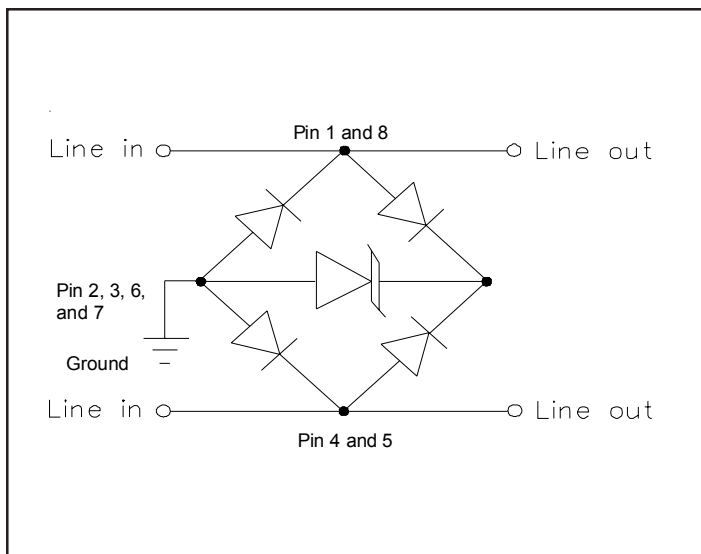 Pin 1 and 8
Line in
Line out
Pin 2, 3, 6,
and 7
Ground
Line in
Line out
Pin 4 and 5